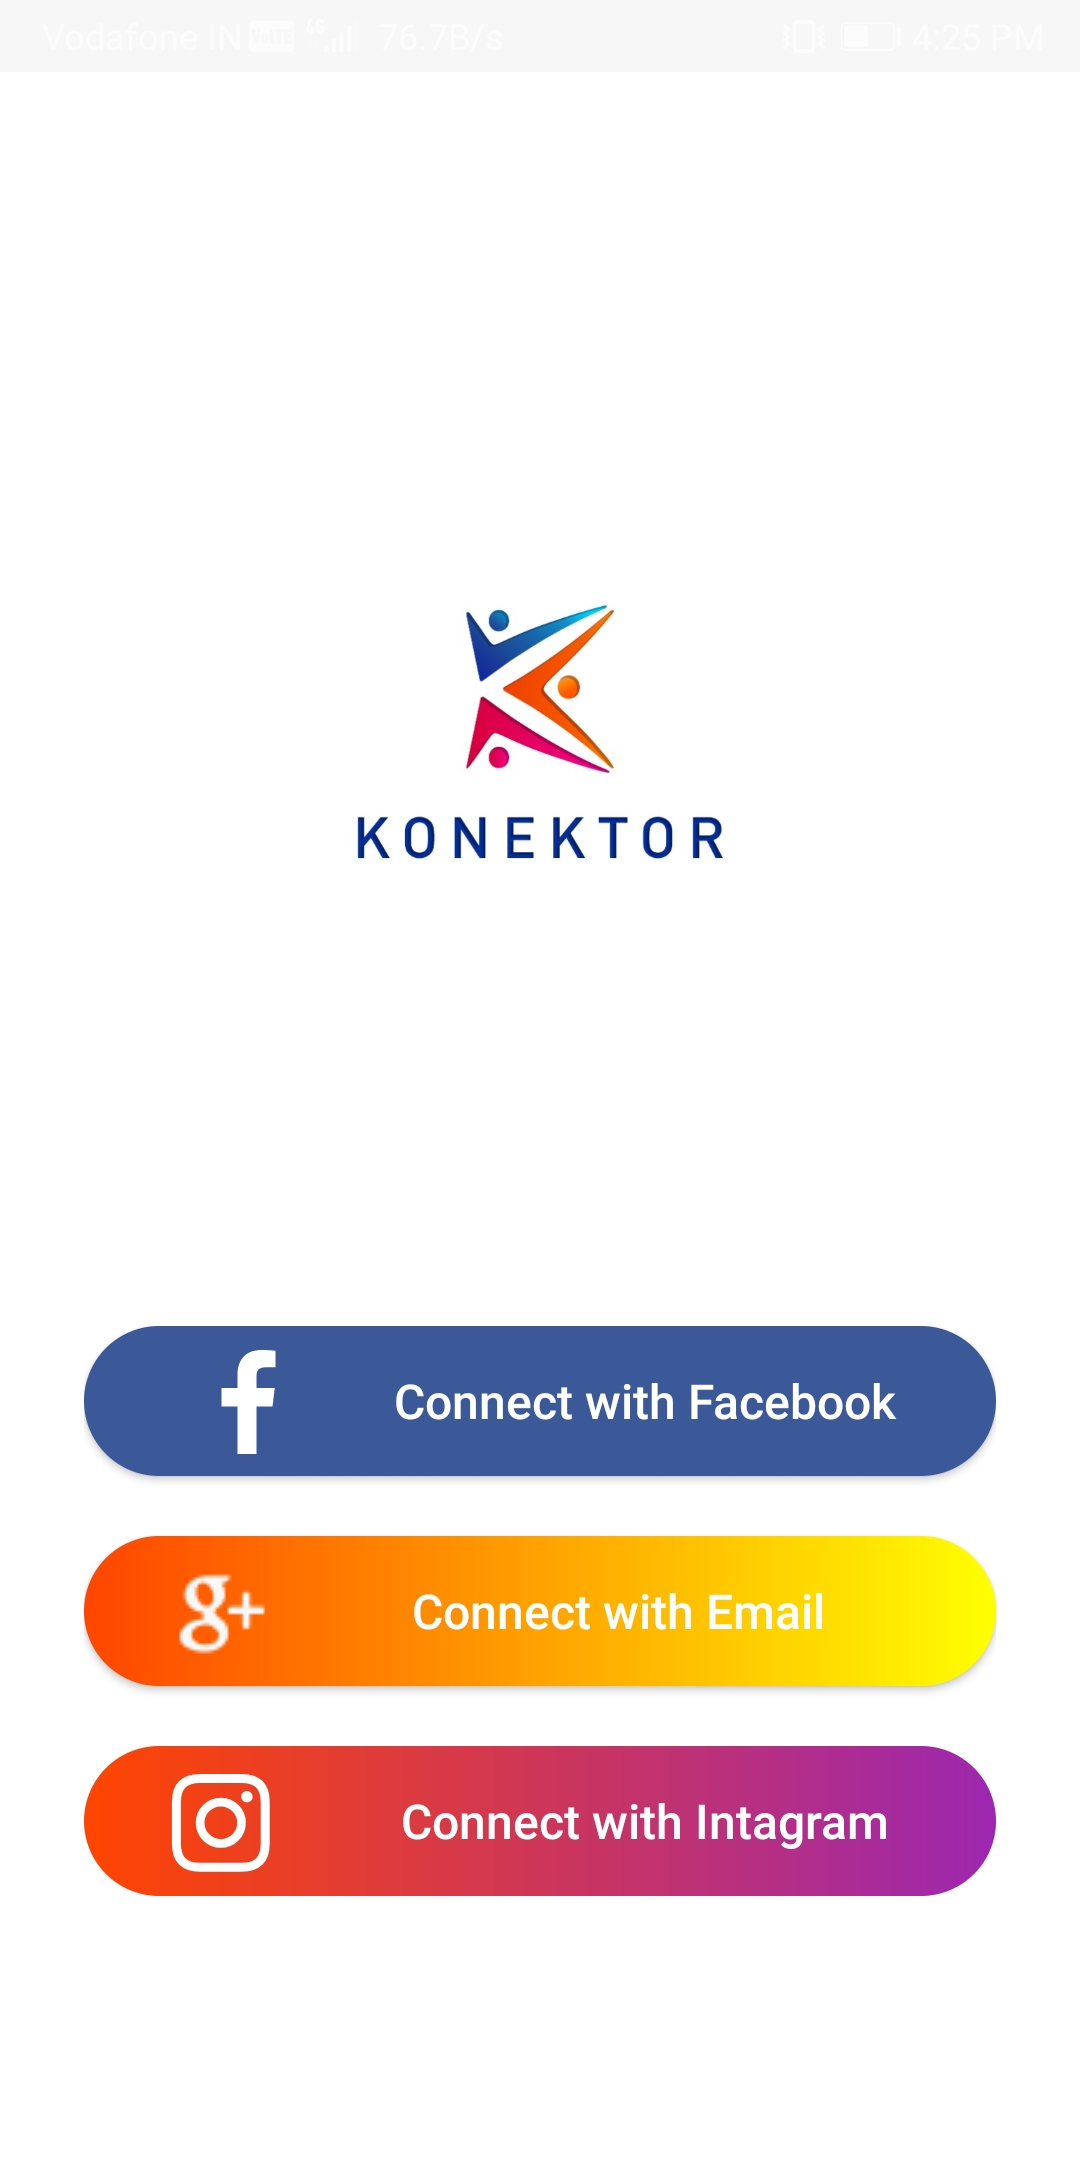 Vodafone IN VoLTE 4G 76.7B/s 4:25 PM
KONEKTOR
Connect with Facebook
g+ Connect with Email
Connect with Intagram